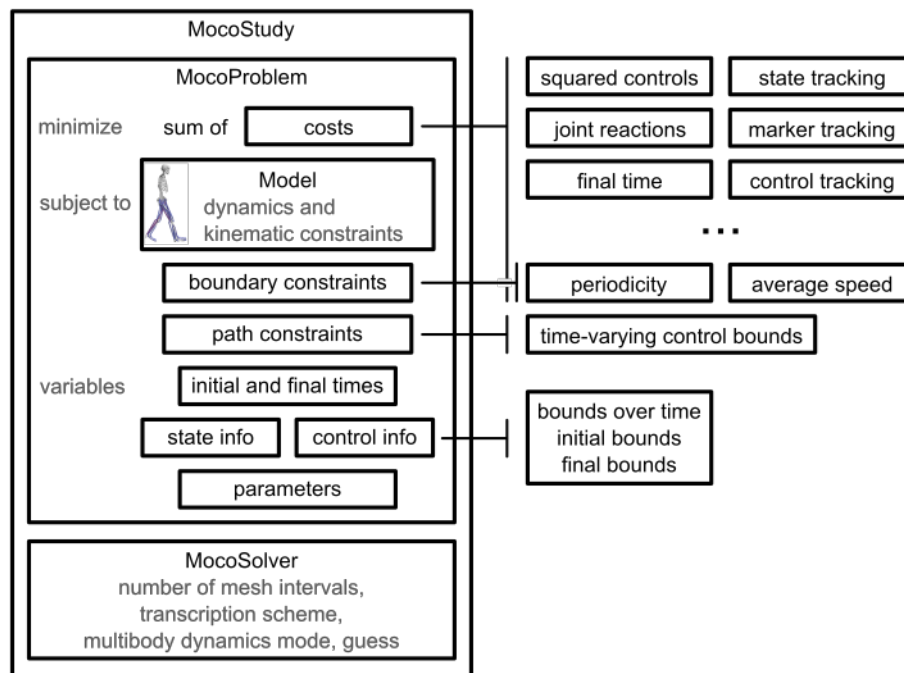 MocoStudy
MocoProblem
minimize
sum of
costs
subject to
Model
dynamics and
kinematic constraints
boundary constraints
path constraints
variables
initial and final times
state info
control info
parameters
MocoSolver
number of mesh intervals,
transcription scheme,
multibody dynamics mode, guess
squared controls
state tracking
joint reactions
marker tracking
final time
control tracking
...
periodicity
average speed
time-varying control bounds
bounds over time
initial bounds
final bounds